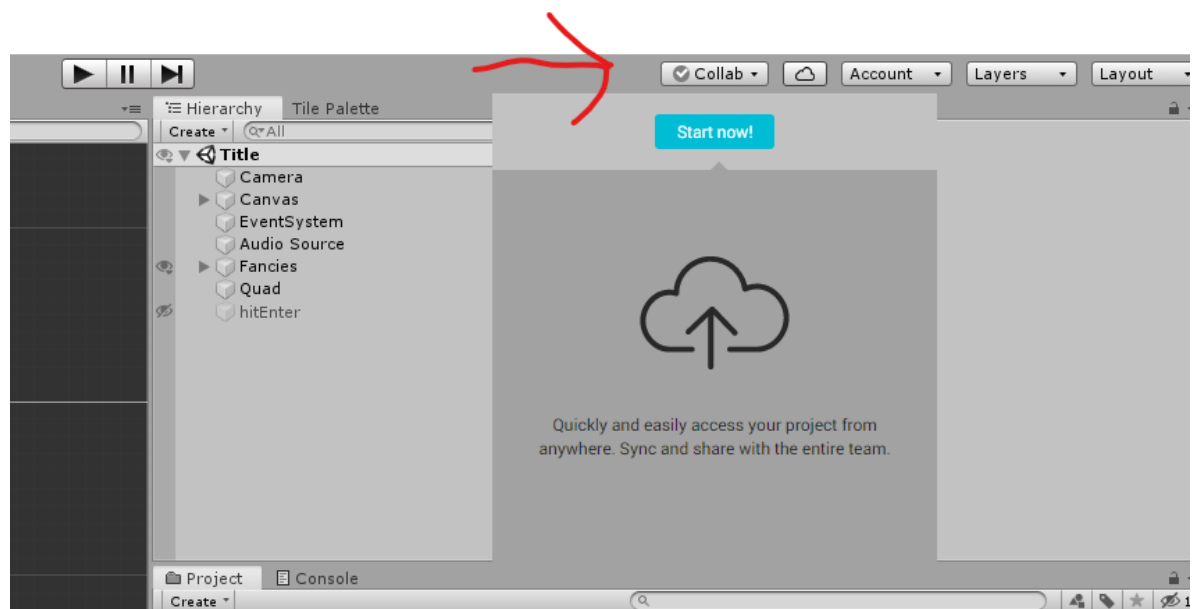 Collab
Account
Layers
Layout
Hierarchy
Tile Palette
Create
All
Start now!
Title
Camera
Canvas
EventSystem
Audio Source
Fancies
Quad
hitEnter
Quickly and easily access your project from
anywhere. Sync and share with the entire team.
Project
Console
Create
1